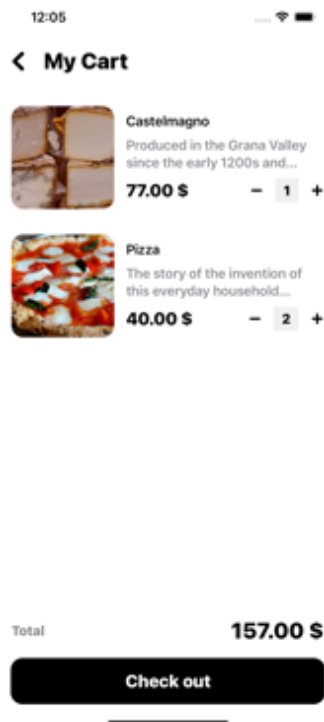 12:05
My Cart
Castelmagno
Produced in the Grana Valley
since the early 1200s and...
77.00 $
− 1 +
Pizza
The story of the invention of
this everyday household...
40.00 $
− 2 +
Total
157.00 $
Check out